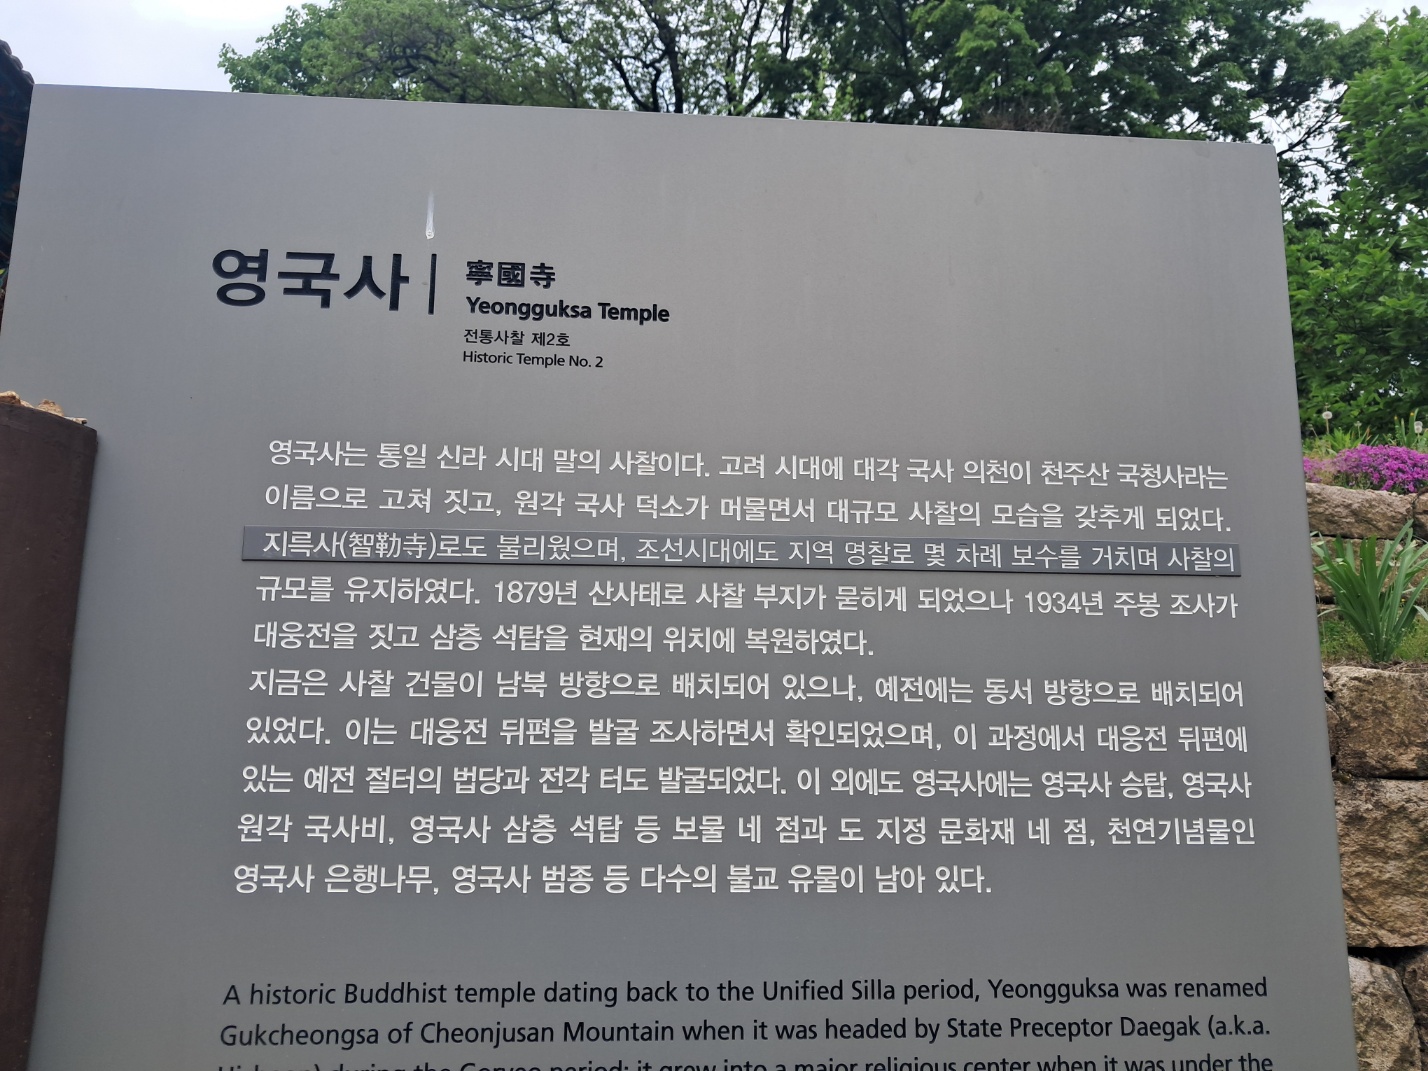 영국사
寧國寺
Yeongguksa Temple
전통사찰 제2호
Historic Temple No. 2
영국사는 통일 신라 시대 말의 사찰이다. 고려 시대에 대각 국사 의천이 천주산 국청사라는
이름으로 고쳐 짓고, 원각 국사 덕소가 머물면서 대규모 사찰의 모습을 갖추게 되었다.
지륵사(智勒寺)로도 불리웠으며, 조선시대에도 지역 명찰로 몇 차례 보수를 거치며 사찰의
규모를 유지하였다. 1879년 산사태로 사찰 부지가 묻히게 되었으나 1934년 주봉 조사가
대웅전을 짓고 삼층 석탑을 현재의 위치에 복원하였다.
지금은 사찰 건물이 남북 방향으로 배치되어 있으나, 예전에는 동서 방향으로 배치되어
있었다. 이는 대웅전 뒤편을 발굴 조사하면서 확인되었으며, 이 과정에서 대웅전 뒤편에
있는 예전 절터의 법당과 전각 터도 발굴되었다. 이 외에도 영국사에는 영국사 승탑, 영국사
원각 국사비, 영국사 삼층 석탑 등 보물 네 점과 도 지정 문화재 네 점, 천연기념물인
영국사 은행나무, 영국사 범종 등 다수의 불교 유물이 남아 있다.
A historic Buddhist temple dating back to the Unified Silla period, Yeongguksa was renamed
Gukcheongsa of Cheonjusan Mountain when it was headed by State Preceptor Daegak (a.k.a.
during the Goryeo period; it grew into a major religious center when it was under the